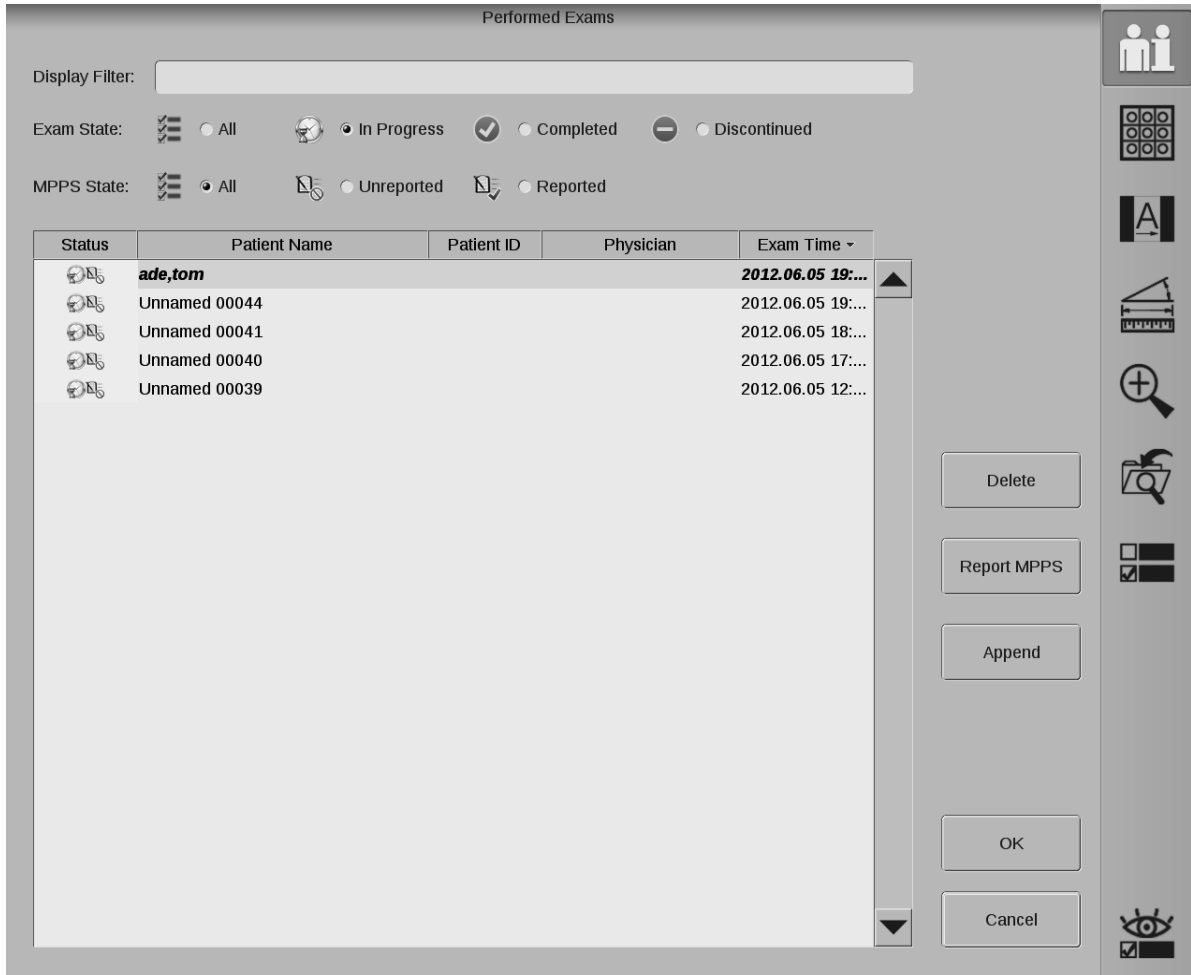 Performed Exams
Display Filter:
Exam State: All In Progress Completed Discontinued
MPPS State: All Unreported Reported
Status Patient Name Patient ID Physician Exam Time
ade,tom 2012.06.05 19:...
Unnamed 00044 2012.06.05 19:...
Unnamed 00041 2012.06.05 18:...
Unnamed 00040 2012.06.05 17:...
Unnamed 00039 2012.06.05 12:...
Delete
Report MPPS
Append
OK
Cancel
A